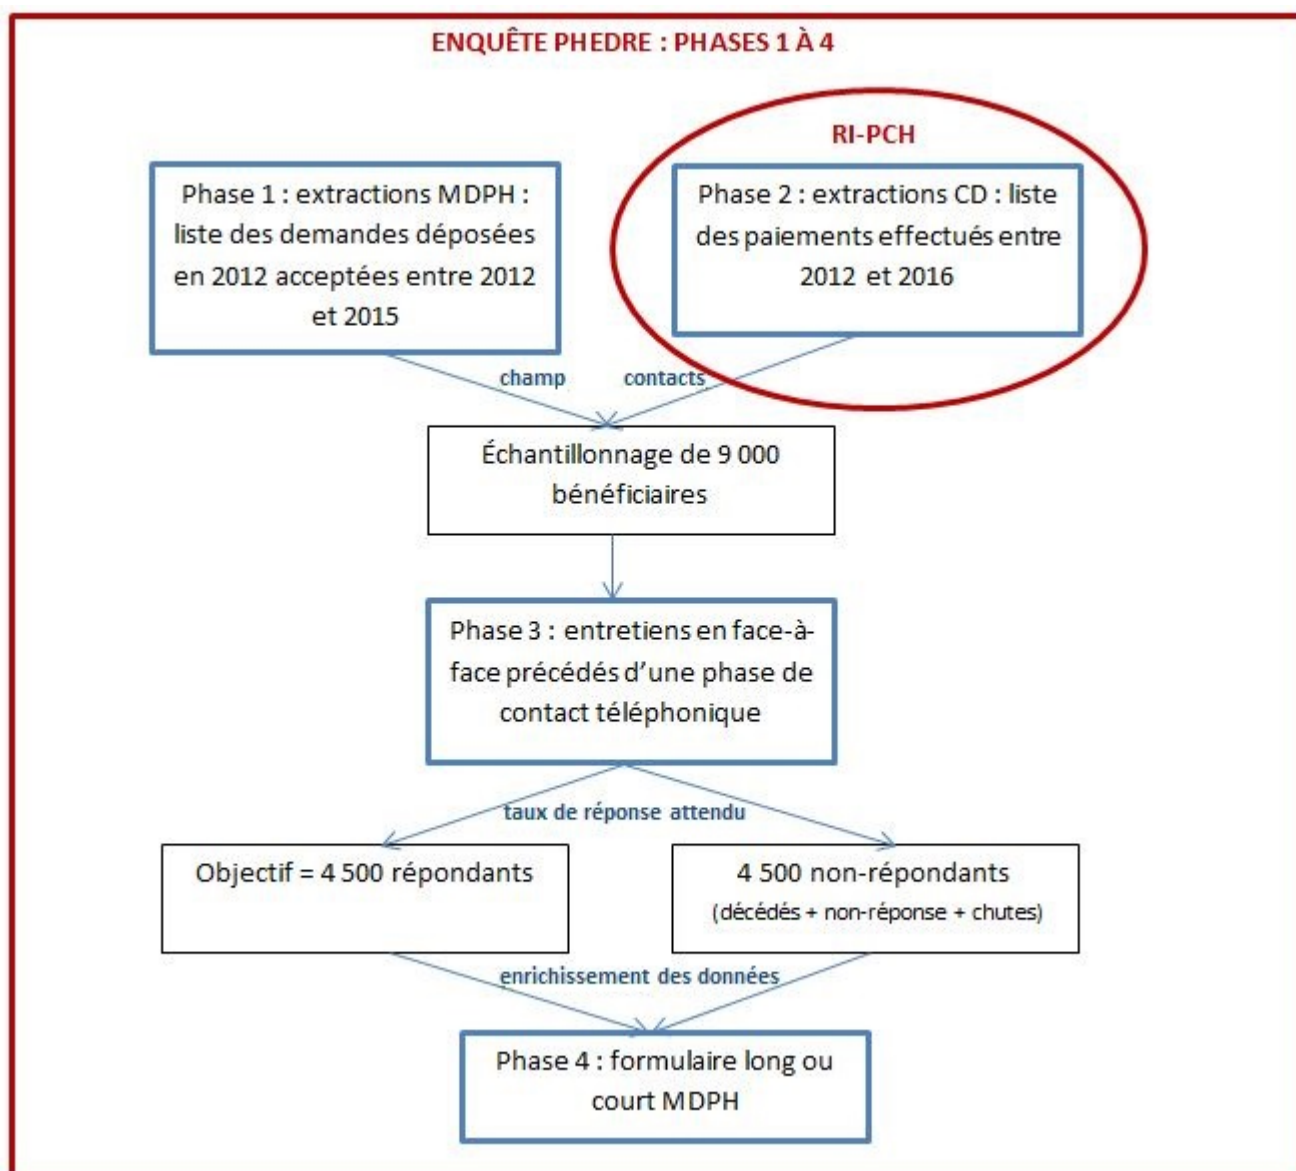 ENQUÊTE PHEDRE : PHASES 1 À 4
RI-PCH
Phase 1 : extractions MDPH :
liste des demandes déposées
en 2012 acceptées entre 2012
et 2015
Phase 2 : extractions CD : liste
des paiements effectués entre
2012 et 2016
champ
contacts
Échantillonnage de 9 000
bénéficiaires
Phase 3 : entretiens en face-à-
face précédés d’une phase de
contact téléphonique
taux de réponse attendu
Objectif = 4 500 répondants
4 500 non-répondants
(décédés + non-réponse + chutes)
enrichissement des données
Phase 4 : formulaire long ou
court MDPH